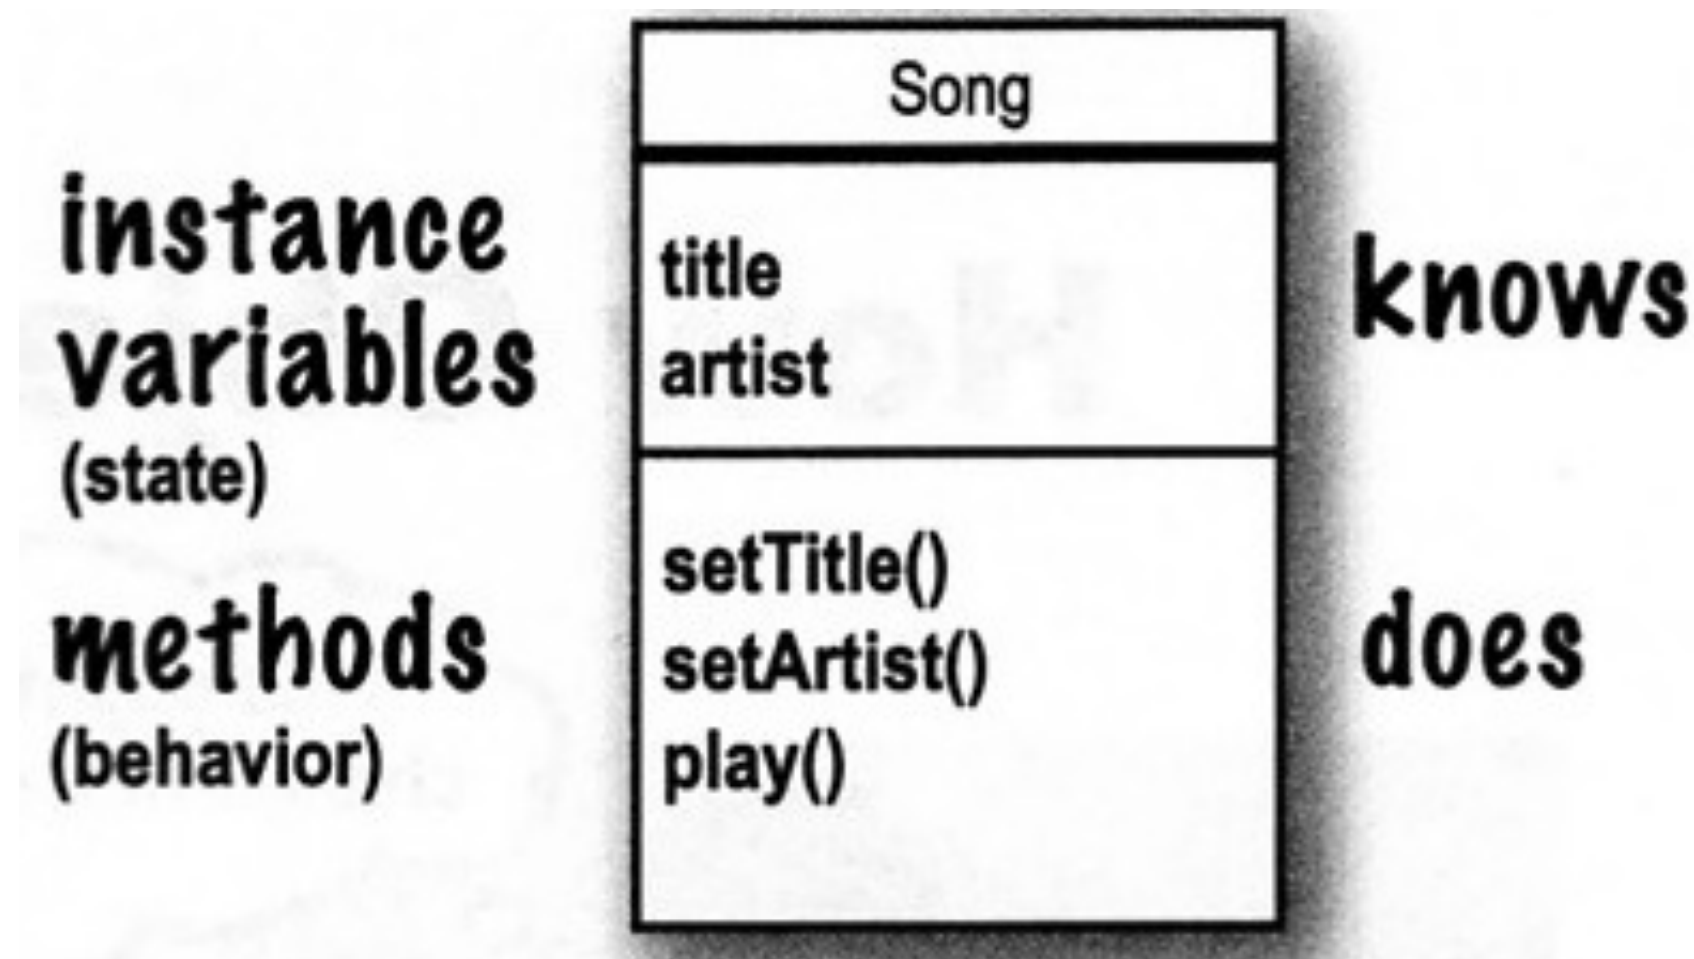 Song
instance
variables
(state)
title
artist
knows
methods
(behavior)
setTitle()
setArtist()
play()
does